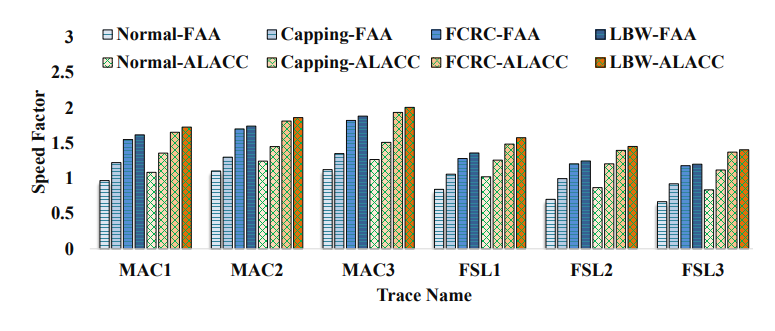 Normal-FAA Capping-FAA FCRC-FAA LBW-FAA
Normal-ALACC Capping-ALACC FCRC-ALACC LBW-ALACC
3
2.5
2
1.5
1
0.5
0
Speed Factor
MAC1 MAC2 MAC3 FSL1 FSL2 FSL3
Trace Name